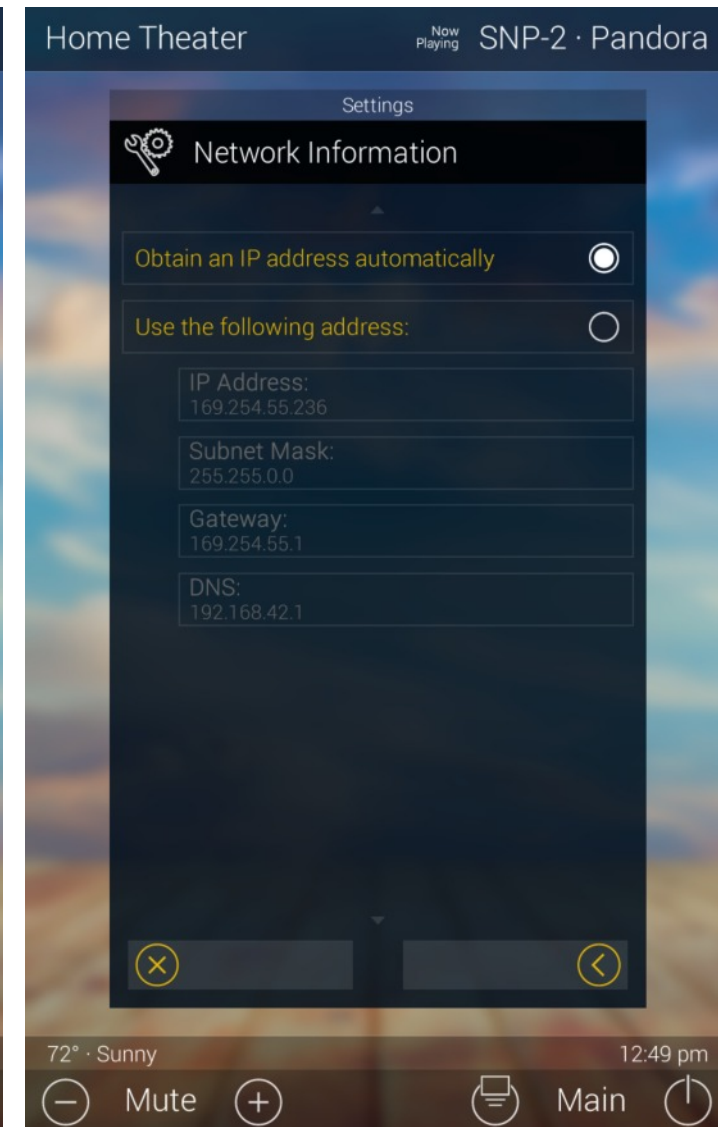 Home Theater
Now Playing
SNP-2 · Pandora
Settings
Network Information
Obtain an IP address automatically
Use the following address:
IP Address:
169.254.55.236
Subnet Mask:
255.255.0.0
Gateway:
169.254.55.1
DNS:
192.168.42.1
72° · Sunny
12:49 pm
Mute
Main